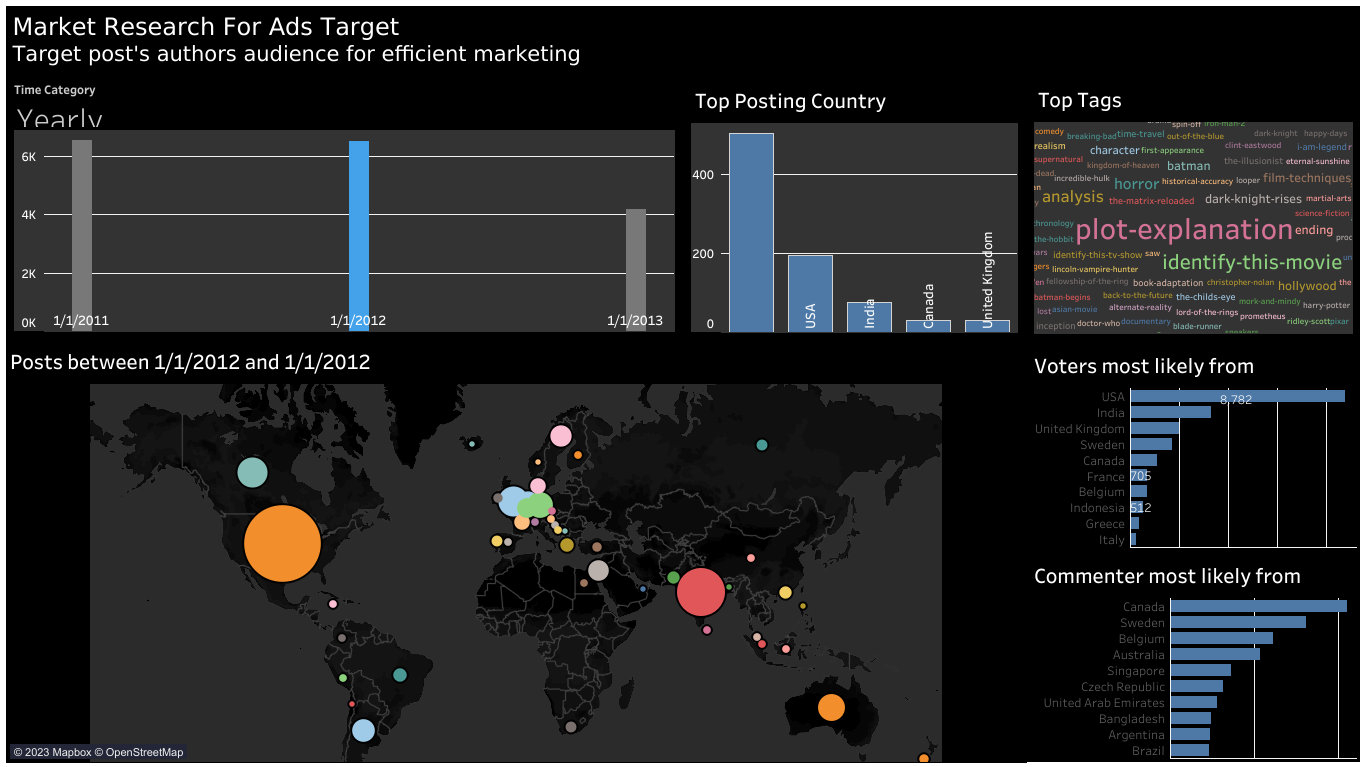 Market Research For Ads Target
Target post's authors audience for efficient marketing
Time Category
Yearly
6K
4K
2K
0K
1/1/2011
1/1/2012
1/1/2013
Top Posting Country
400
200
0
USA
India
Canada
United Kingdom
Top Tags
spin-off iron-man-2
comedy breaking-bad time-travel out-of-the-blue dark-knight happy-days
realism character first-appearance clint-eastwood i-am-legend
supernatural kingdom-of-heaven batman the-illusionist eternal-sunshine
dead. incredible-hulk horror historical-accuracy looper film-techniques
analysis the-matrix-reloaded dark-knight-rises martial-arts
science-fiction
chronology plot-explanation ending
the-hobbit proc
identify-this-tv-show saw identify-this-movie un
gers lincoln-vampire-hunter
fellowship-of-the-ring book-adaptation christopher-nolan hollywood the
batman-begins back-to-the-future the-childs-eye mork-and-mindy harry-potter
lost asian-movie alternate-reality lord-of-the-rings prometheus
inception doctor-who documentary blade-runner ridley-scott pixar
speakers
Posts between 1/1/2012 and 1/1/2012
© 2023 Mapbox © OpenStreetMap
Voters most likely from
USA
8,782
India
United Kingdom
Sweden
Canada
France 705
Belgium
Indonesia 512
Greece
Italy
Commenter most likely from
Canada
Sweden
Belgium
Australia
Singapore
Czech Republic
United Arab Emirates
Bangladesh
Argentina
Brazil